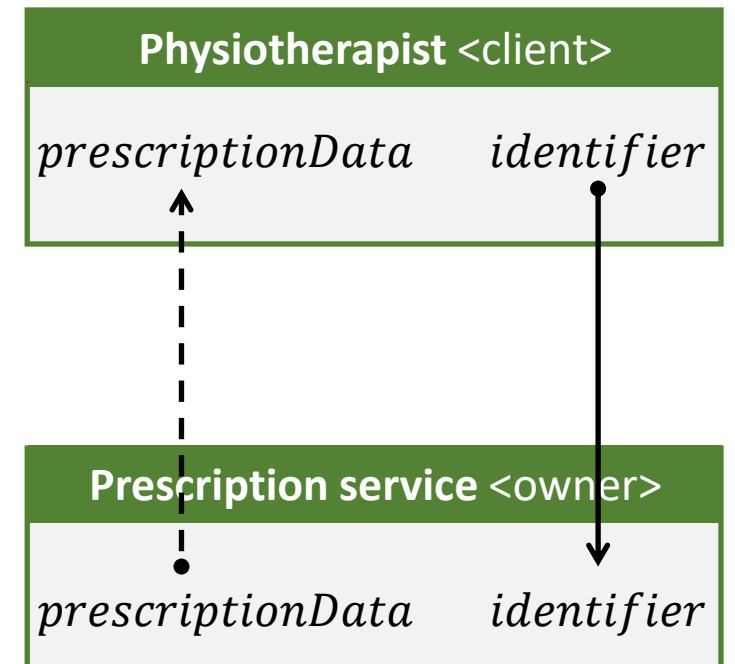 Physiotherapist <client>
prescriptionData identifier
Prescription service <owner>
prescriptionData identifier